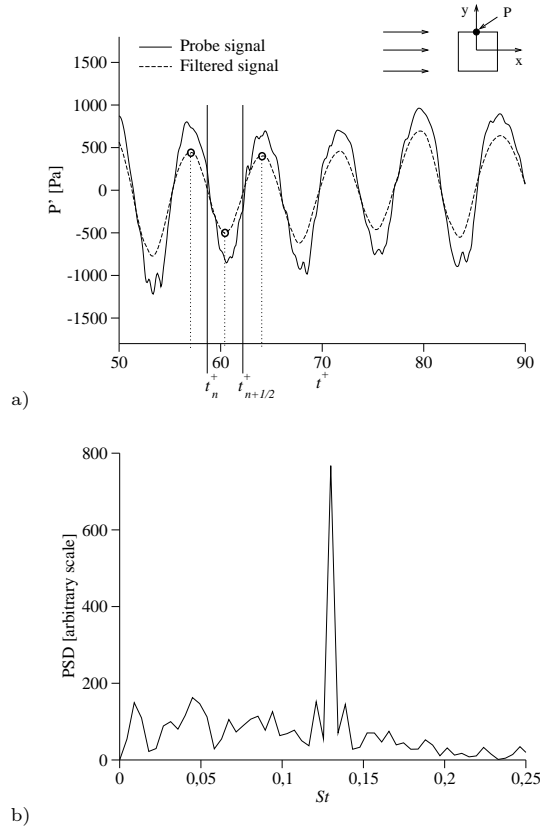 y
P
x
Probe signal
Filtered signal
1500
1000
500
0
-500
-1000
-1500
P' [Pa]
50
60
70
80
90
t+n
t+n+1/2
t+
a)
800
600
400
200
0
PSD [arbitrary scale]
0
0,05
0,1
0,15
0,2
0,25
St
b)